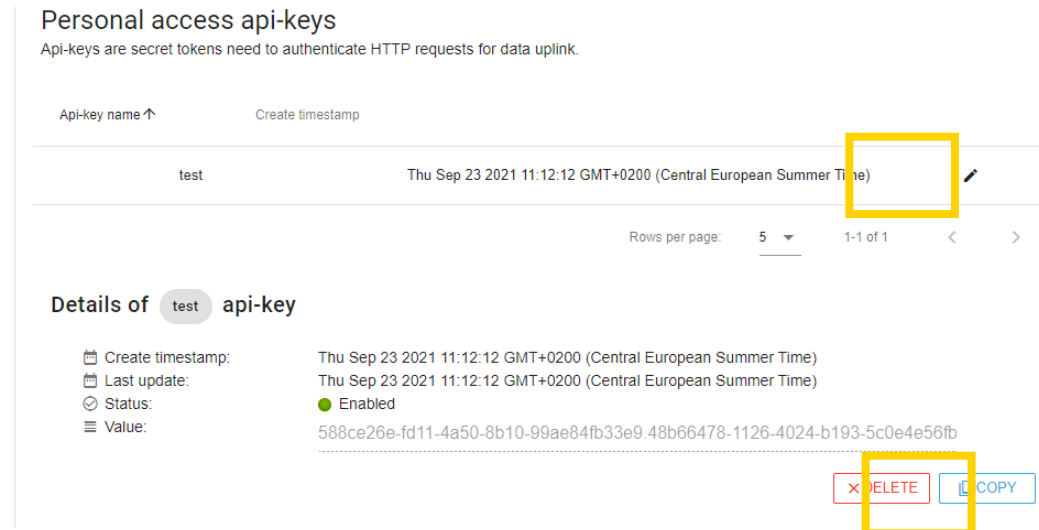 Personal access api-keys
Api-keys are secret tokens need to authenticate HTTP requests for data uplink.
Api-key name Create timestamp
test Thu Sep 23 2021 11:12:12 GMT+0200 (Central European Summer Time)
Rows per page: 5 1-1 of 1
Details of test api-key
Create timestamp: Thu Sep 23 2021 11:12:12 GMT+0200 (Central European Summer Time)
Last update: Thu Sep 23 2021 11:12:12 GMT+0200 (Central European Summer Time)
Status: Enabled
Value: 588ce26e-fd11-4a50-8b10-99ae84fb33e9.48b66478-1126-4024-b193-5c0e4e56fb
DELETE COPY